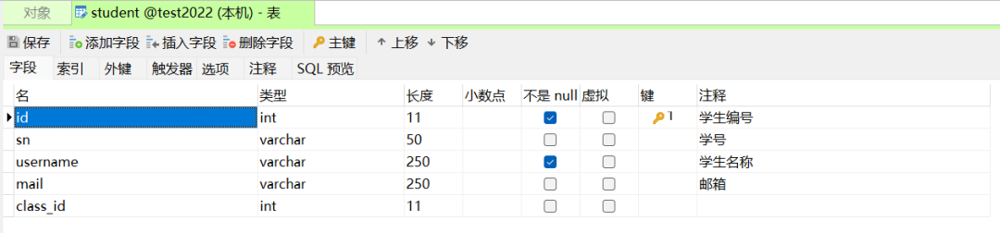 对象 student @test2022 (本机) - 表
保存 添加字段 插入字段 删除字段 主键 ↑ 上移 ↓ 下移
字段 索引 外键 触发器 选项 注释 SQL 预览
名 类型 长度 小数点 不是 null 虚拟 键 注释
id int 11 1 学生编号
sn varchar 50 学号
username varchar 250 学生名称
mail varchar 250 邮箱
class_id int 11